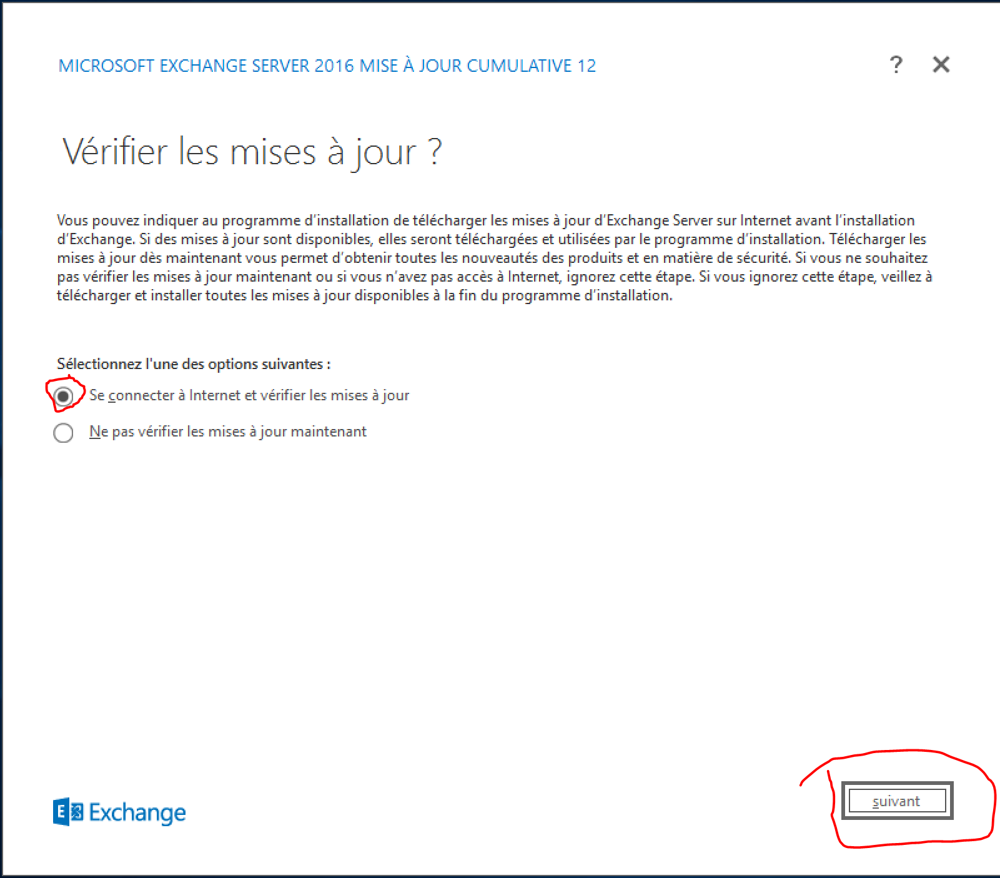 MICROSOFT EXCHANGE SERVER 2016 MISE À JOUR CUMULATIVE 12
?
Vérifier les mises à jour ?
Vous pouvez indiquer au programme d'installation de télécharger les mises à jour d'Exchange Server sur Internet avant l'installation
d'Exchange. Si des mises à jour sont disponibles, elles seront téléchargées et utilisées par le programme d'installation. Télécharger les
mises à jour dès maintenant vous permet d'obtenir toutes les nouveautés des produits et en matière de sécurité. Si vous ne souhaitez
pas vérifier les mises à jour maintenant ou si vous n'avez pas accès à Internet, ignorez cette étape. Si vous ignorez cette étape, veillez à
télécharger et installer toutes les mises à jour disponibles à la fin du programme d'installation.
Sélectionnez l'une des options suivantes :
Se connecter à Internet et vérifier les mises à jour
Ne pas vérifier les mises à jour maintenant
E Exchange
suivant